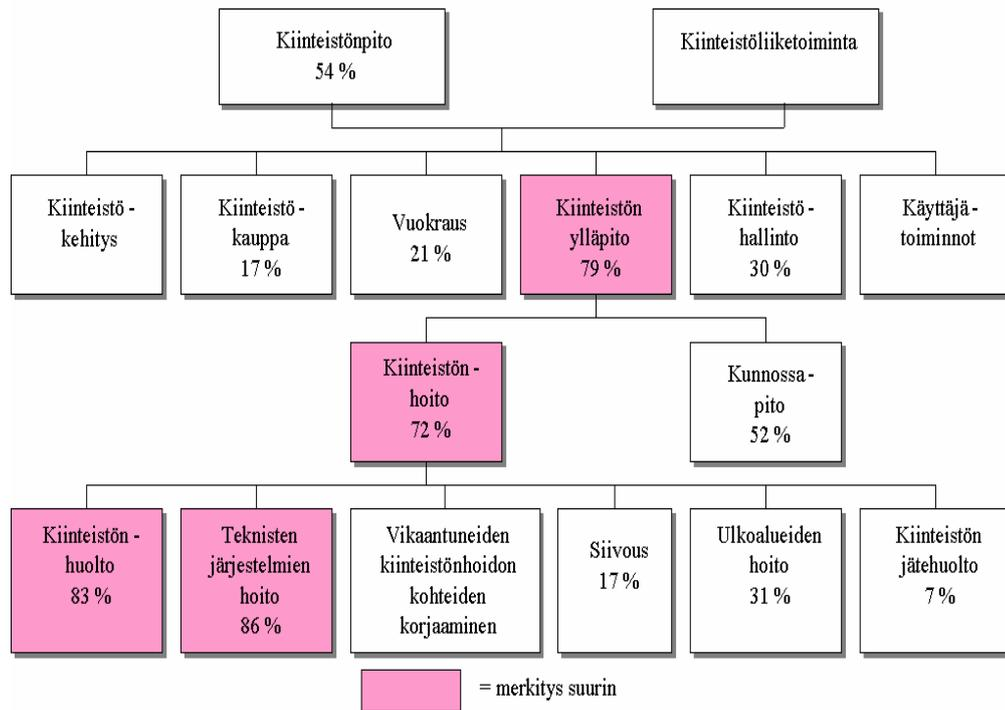 Kiinteistönpito
54 %
Kiinteistöliiketoiminta
Kiinteistö -
kehitys
Kiinteistö -
kauppa
17 %
Vuokraus
21 %
Kiinteistön
ylläpito
79 %
Kiinteistö -
hallinto
30 %
Käyttäjä -
toiminnot
Kiinteistön -
hoito
72 %
Kunnossa -
pito
52 %
Kiinteistön -
huolto
83 %
Teknisten
järjestelmien
hoito
86 %
Vikaantuneiden
kiinteistönhoidon
kohteiden
korjaaminen
Siivous
17 %
Ulkoalueiden
hoito
31 %
Kiinteistön
jätehuolto
7 %
= merkitys suurin